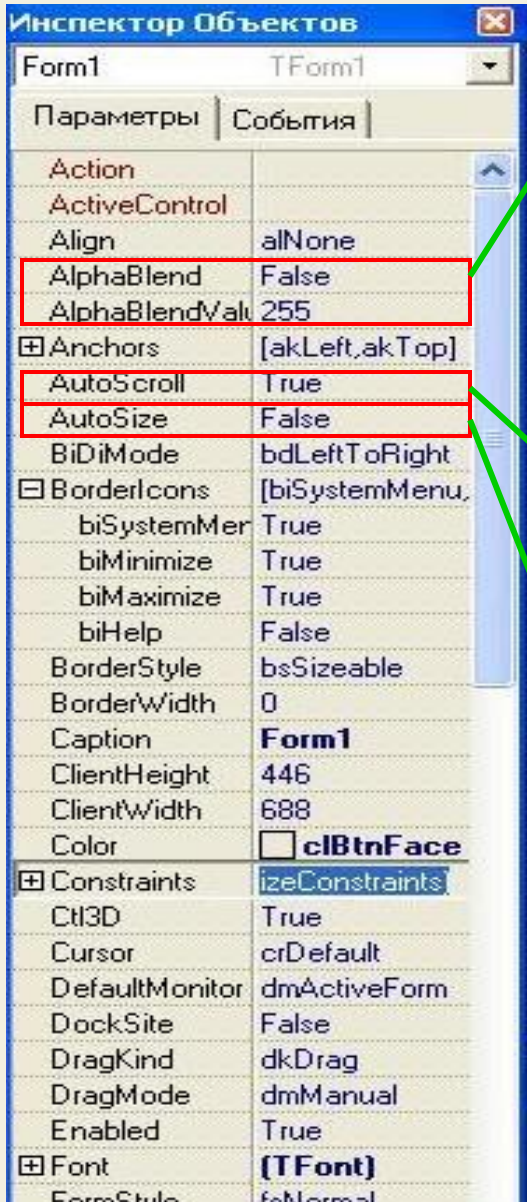 Инспектор Объектов
Form1 TForm1
Параметры События
Action
ActiveControl
Align alNone
AlphaBlend False
AlphaBlendValu 255
Anchors [akLeft,akTop]
AutoScroll True
AutoSize False
BiDiMode bdLeftToRight
BorderIcons [biSystemMenu,
biSystemMer True
biMinimize True
biMaximize True
biHelp False
BorderStyle bsSizeable
BorderWidth 0
Caption Form1
ClientHeight 446
ClientWidth 688
Color clBtnFace
Constraints izeConstraints)
Ctl3D True
Cursor crDefault
DefaultMonitor dmActiveForm
DockSite False
DragKind dkDrag
DragMode dmManual
Enabled True
Font (TFont)
FormStyle fsNormal